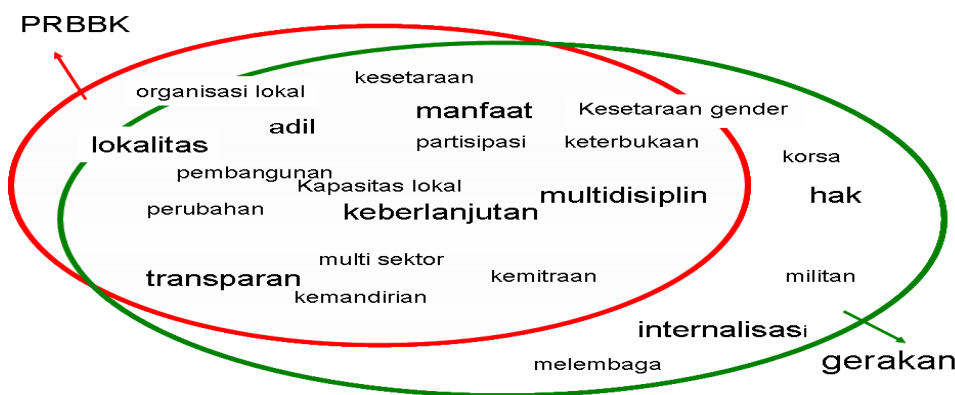 PRBBK
kesetaraan
organisasi lokal
manfaat
Kesetaraan gender
adil
lokalitas
partisipasi
keterbukaan
korsa
pembangunan
Kapasitas lokal
multidisiplin
hak
perubahan
keberlanjutan
multi sektor
transparan
kemitraan
militan
kemandirian
internalisasi
gerakan
melembaga